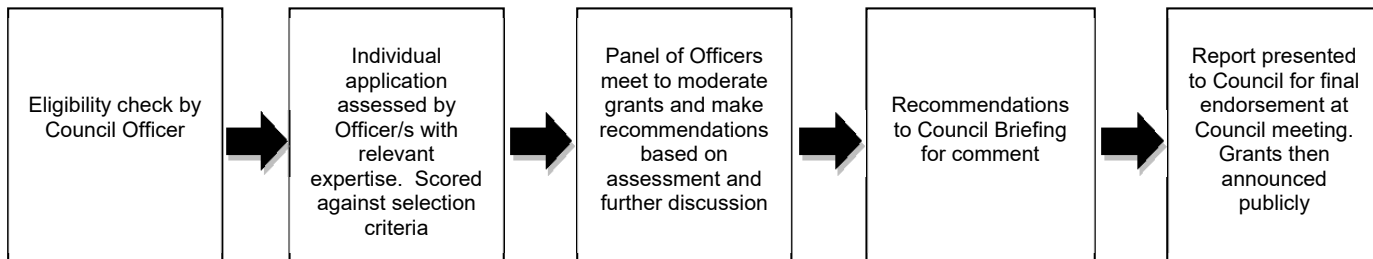 Eligibility check by
Council Officer
Individual
application
assessed by
Officer/s with
relevant
expertise.  Scored
against selection
criteria
Panel of Officers
meet to moderate
grants and make
recommendations
based on
assessment and
further discussion
Recommendations
to Council Briefing
for comment
Report presented
to Council for final
endorsement at
Council meeting.
Grants then
announced
publicly